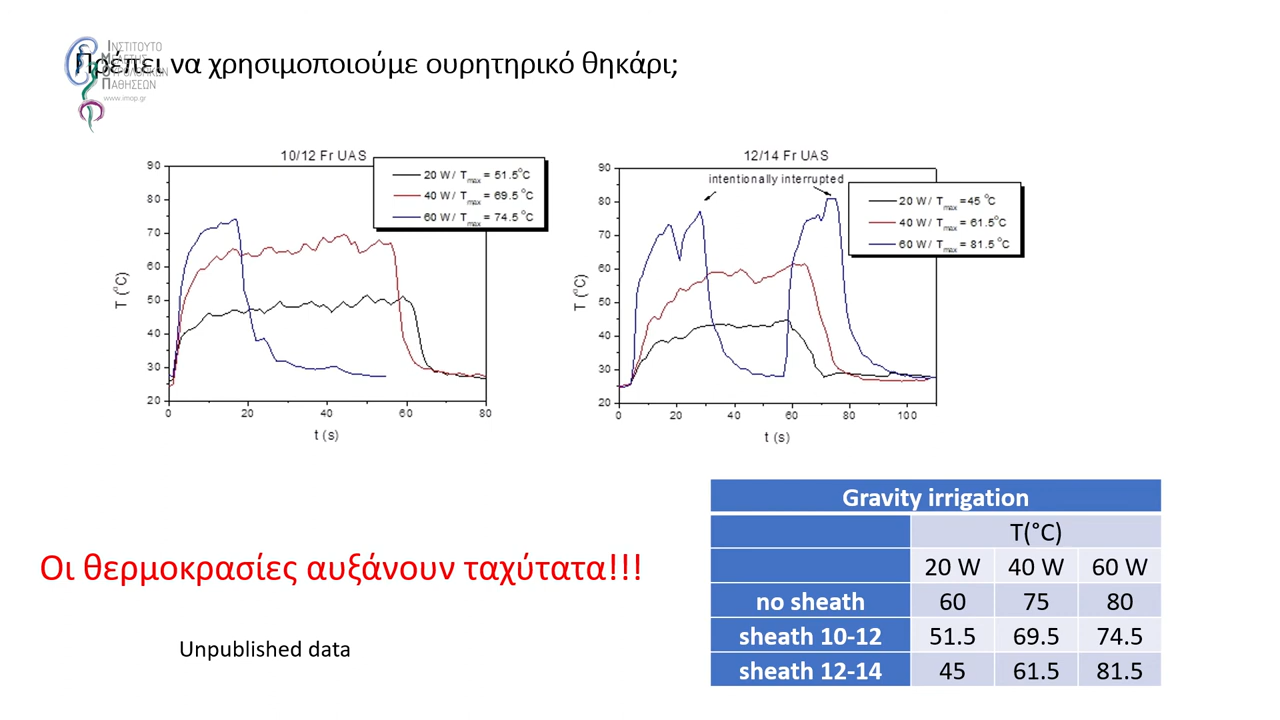 Πρέπει να χρησιμοποιούμε ουρητηρικό θηκάρι;
ΙΝΣΤΙΤΟΥΤΟ
ΜΕΛΕΤΗΣ
ΟΥΡΟΛΟΓΙΚΩΝ
ΠΑΘΗΣΕΩΝ
www.imop.gr
10/12 Fr UAS
20 W/ Tmax = 51.5°C
40 W/ Tmax = 69.5°C
60 W/ Tmax = 74.5°C
90
80
70
60
50
40
30
20
T (°C)
0 20 40 60 80
t (s)
12/14 Fr UAS
intentionally interrupted
20 W/ Tmax =45 °C
40 W/ Tmax = 61.5°C
60 W/ Tmax = 81.5 °C
90
80
70
60
50
40
30
20
T (°C)
0 20 40 60 80 100
t (s)
Οι θερμοκρασίες αυξάνουν ταχύτατα!!!
Unpublished data
Gravity irrigation
T(°C)
20 W 40 W 60 W
no sheath 60 75 80
sheath 10-12 51.5 69.5 74.5
sheath 12-14 45 61.5 81.5